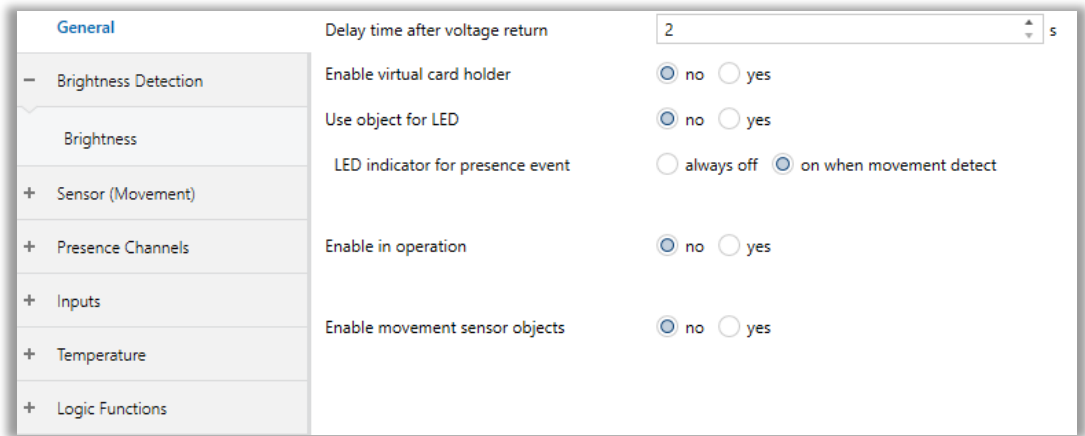 General
Delay time after voltage return 2 s
Brightness Detection
Enable virtual card holder no yes
Use object for LED no yes
Brightness
LED indicator for presence event always off on when movement detect
Sensor (Movement)
Presence Channels
Enable in operation no yes
Inputs
Enable movement sensor objects no yes
Temperature
Logic Functions